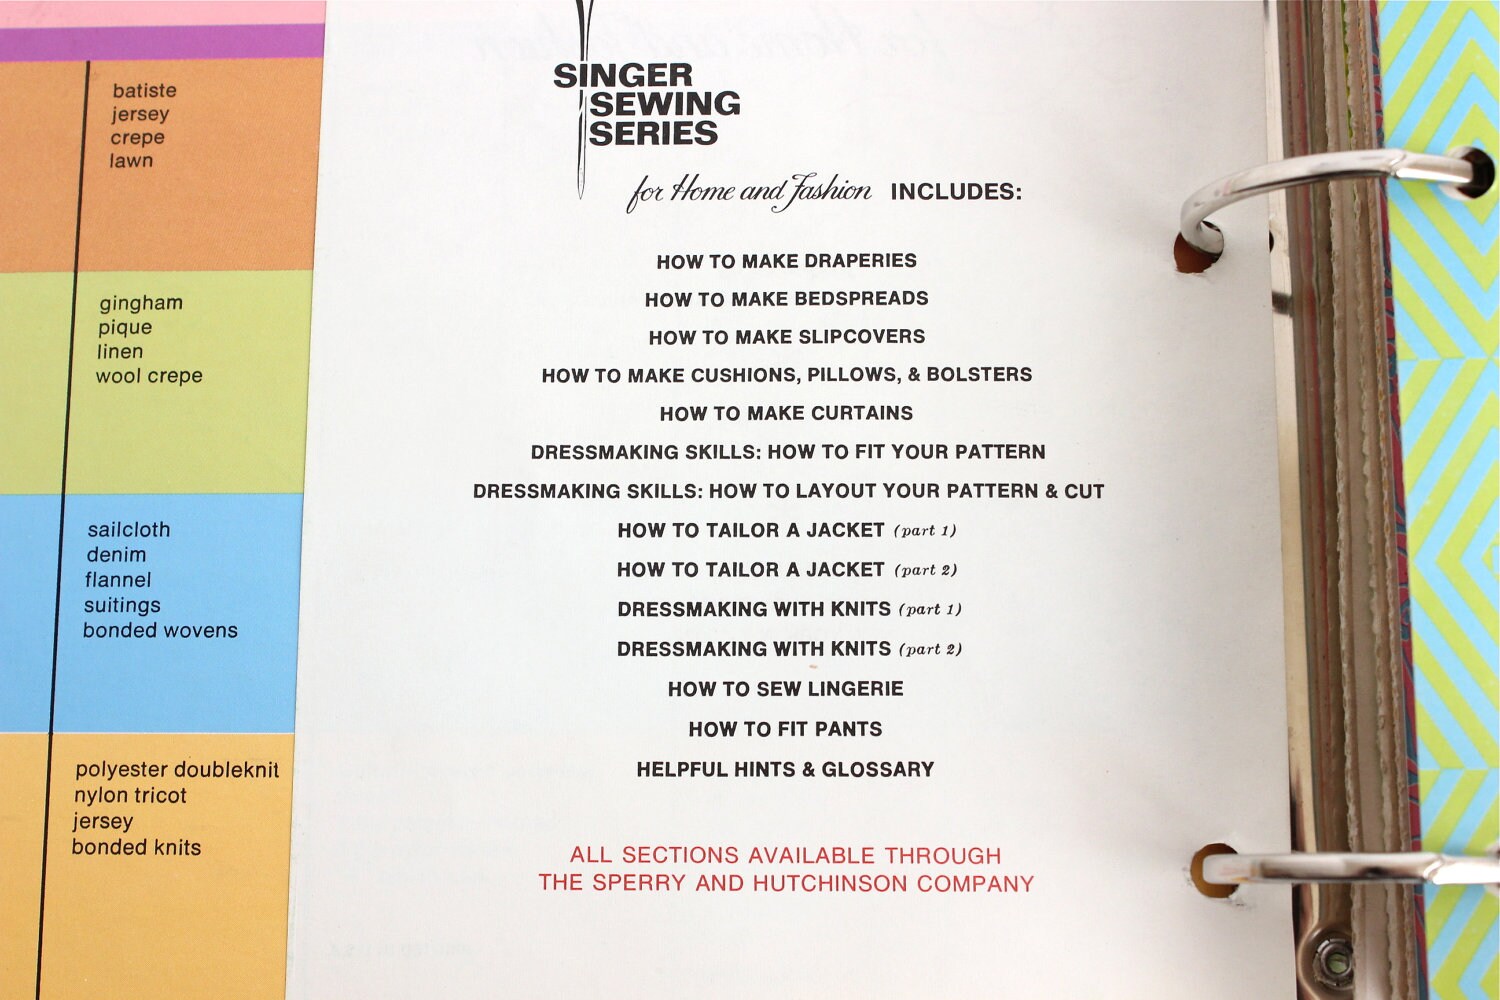 batiste
jersey
crepe
lawn
gingham
pique
linen
wool crepe
sailcloth
denim
flannel
suitings
bonded wovens
polyester doubleknit
nylon tricot
jersey
bonded knits
SINGER
SEWING
SERIES
for Home and Fashion INCLUDES:
HOW TO MAKE DRAPERIES
HOW TO MAKE BEDSPREADS
HOW TO MAKE SLIPCOVERS
HOW TO MAKE CUSHIONS, PILLOWS, & BOLSTERS
HOW TO MAKE CURTAINS
DRESSMAKING SKILLS: HOW TO FIT YOUR PATTERN
DRESSMAKING SKILLS: HOW TO LAYOUT YOUR PATTERN & CUT
HOW TO TAILOR A JACKET (part 1)
HOW TO TAILOR A JACKET (part 2)
DRESSMAKING WITH KNITS (part 1)
DRESSMAKING WITH KNITS (part 2)
HOW TO SEW LINGERIE
HOW TO FIT PANTS
HELPFUL HINTS & GLOSSARY
ALL SECTIONS AVAILABLE THROUGH
THE SPERRY AND HUTCHINSON COMPANY